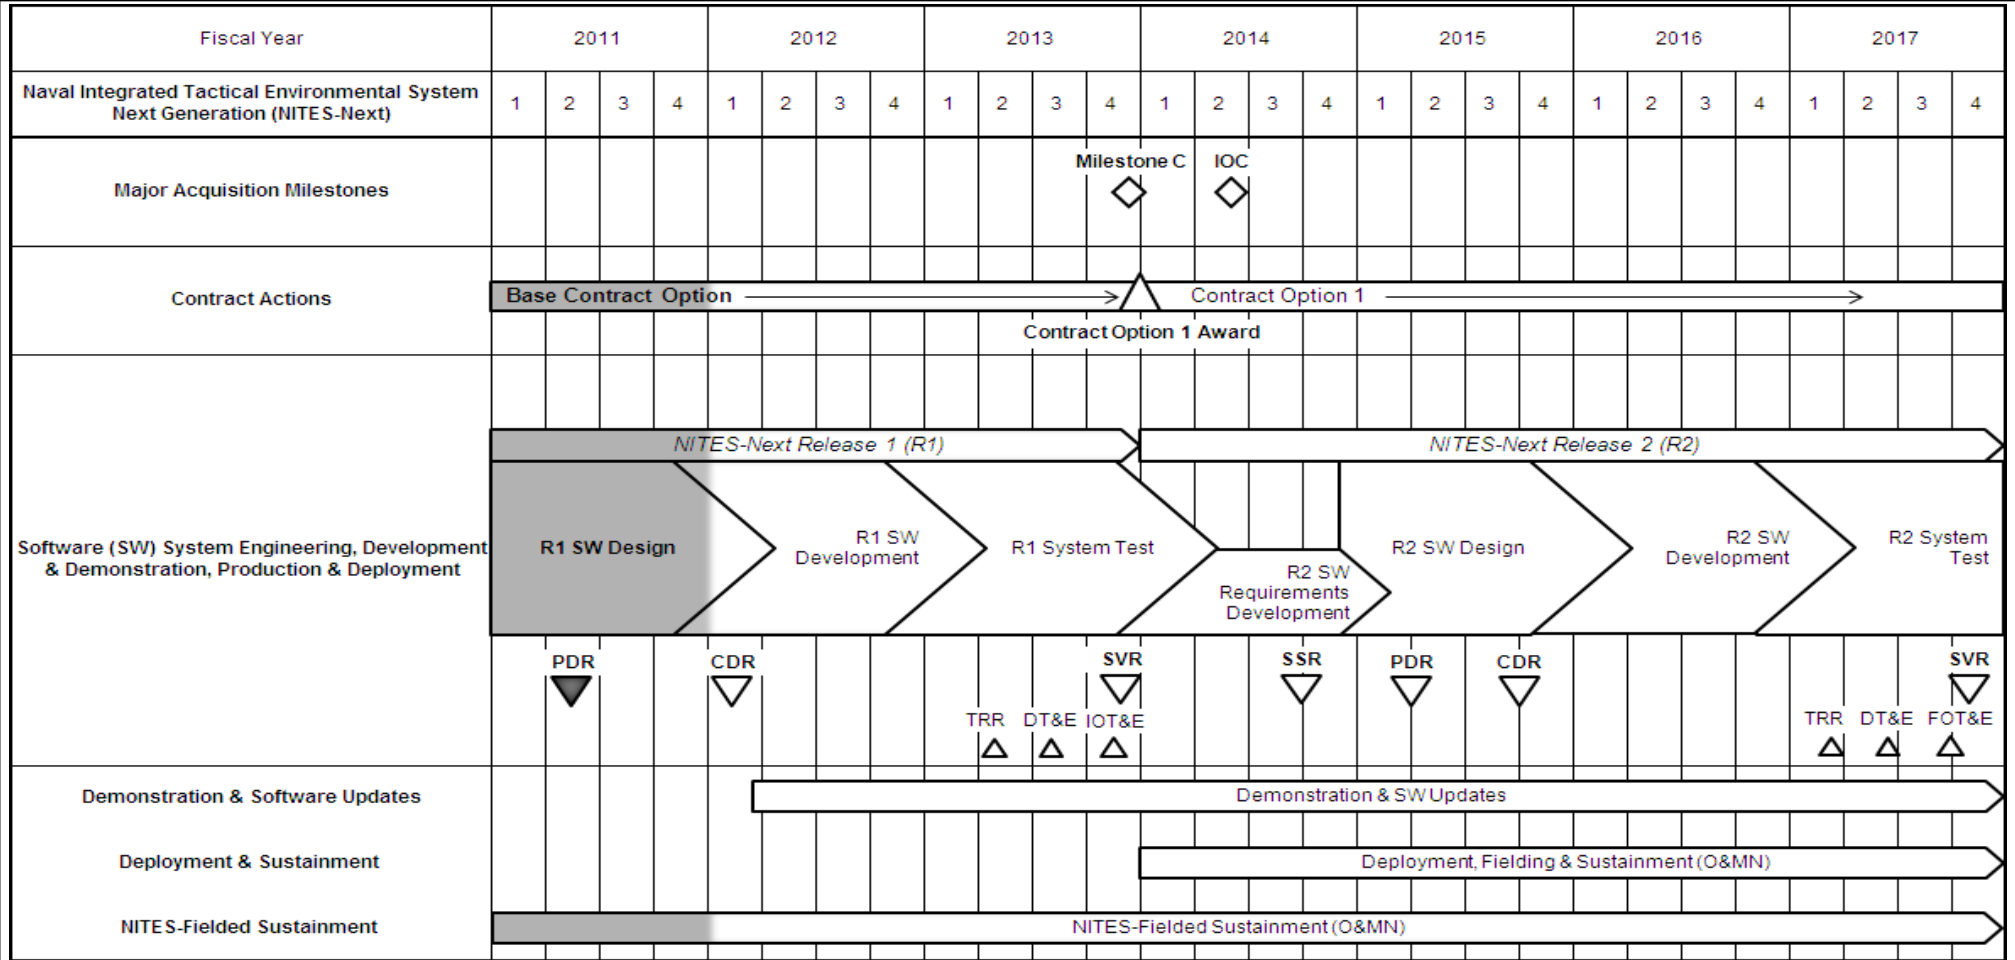 Fiscal Year 2011 2012 2013 2014 2015 2016 2017
Naval Integrated Tactical Environmental System
Next Generation (NITES-Next)
1 2 3 4 1 2 3 4 1 2 3 4 1 2 3 4 1 2 3 4 1 2 3 4 1 2 3 4
Major Acquisition Milestones
Milestone C IOC
Contract Actions
Base Contract Option Contract Option 1
Contract Option 1 Award
Software (SW) System Engineering, Development
& Demonstration, Production & Deployment
NITES-Next Release 1 (R1) NITES-Next Release 2 (R2)
R1 SW Design
R1 SW
Development
R1 System Test
R2 SW
Requirements
Development
R2 SW Design
R2 SW
Development
R2 System
Test
PDR CDR SVR SSR PDR CDR SVR
TRR DT&E IOT&E TRR DT&E FOT&E
Demonstration & Software Updates
Demonstration & SW Updates
Deployment & Sustainment
Deployment, Fielding & Sustainment (O&MN)
NITES-Fielded Sustainment
NITES-Fielded Sustainment (O&MN)